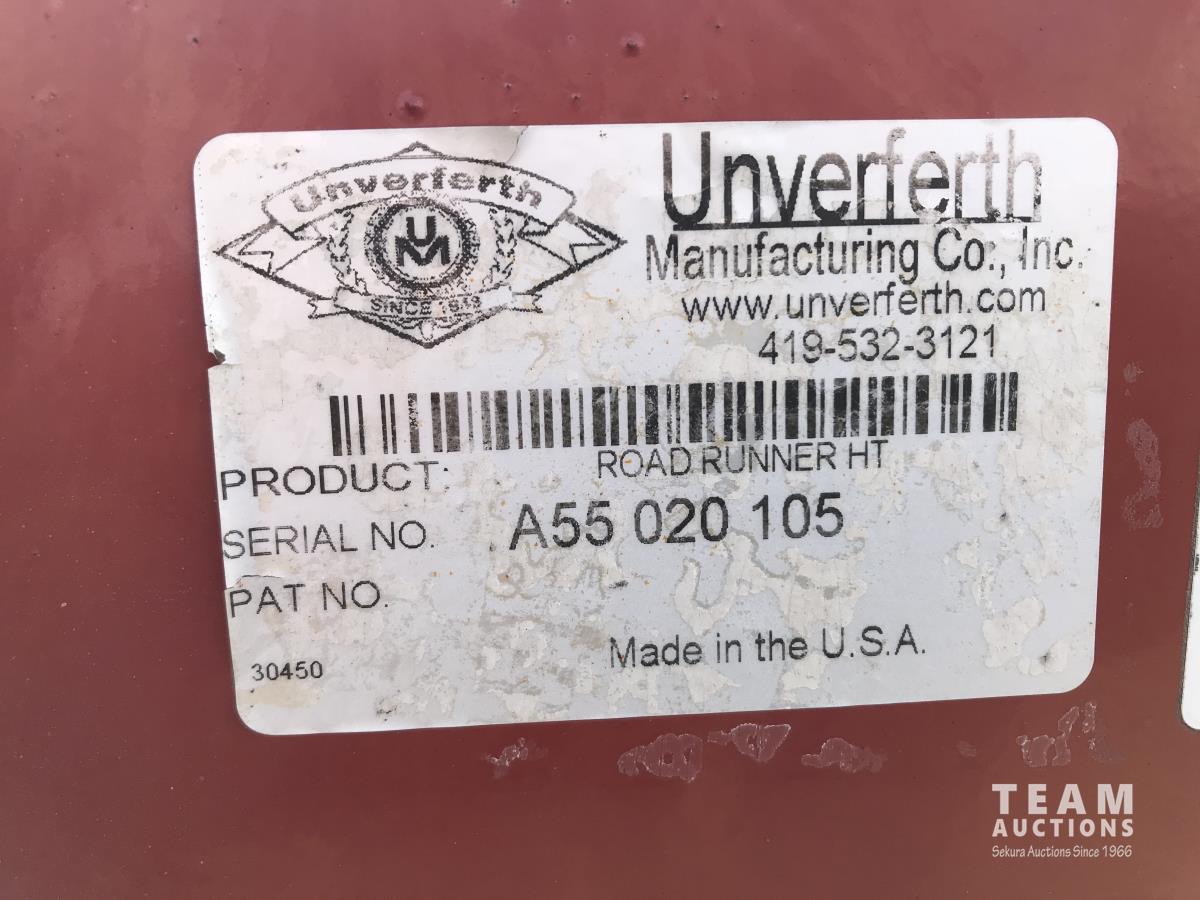 Unverferth
UM
SINCE 1948
Unverferth
Manufacturing Co., Inc.
www.unverferth.com
419-532-3121
PRODUCT: ROAD RUNNER HT
SERIAL NO. A55 020 105
PAT NO.
30450
Made in the U.S.A.
TEAM
AUCTIONS
Sekura Auctions Since 1966